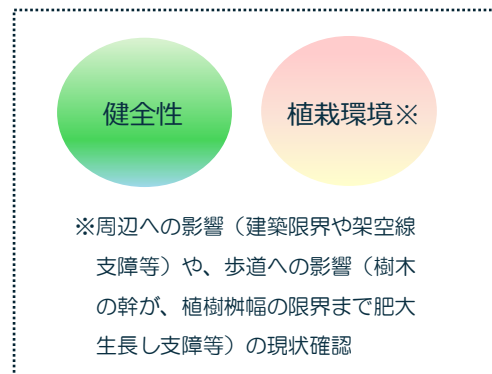 健全性
植栽環境※
※周辺への影響（建築限界や架空線
支障等）や、歩道への影響（樹木
の幹が、植樹桝幅の限界まで肥大
生長し支障等）の現状確認